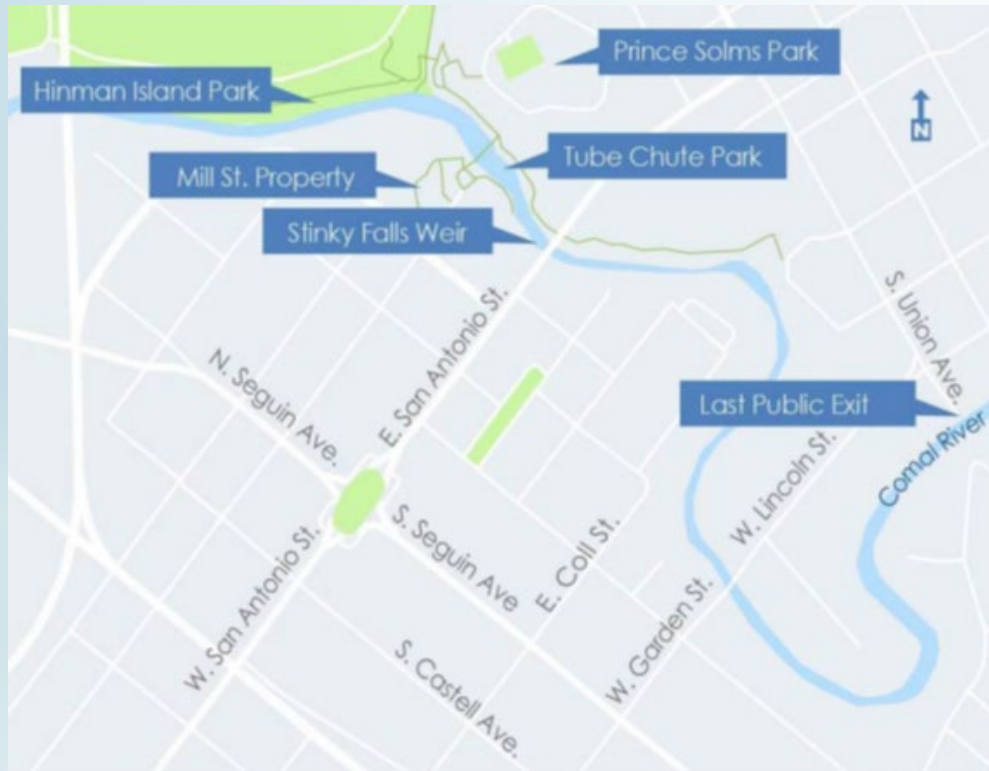 Prince Solms Park
Hinman Island Park
N
Tube Chute Park
Mill St. Property
Stinky Falls Weir
S. Union Ave.
E. San Antonio St.
N. Seguin Ave.
Last Public Exit
Comal River
W. Lincoln St.
S. Seguin Ave
E. Coll St.
W. San Antonio St.
W. Garden St.
S. Castell Ave.